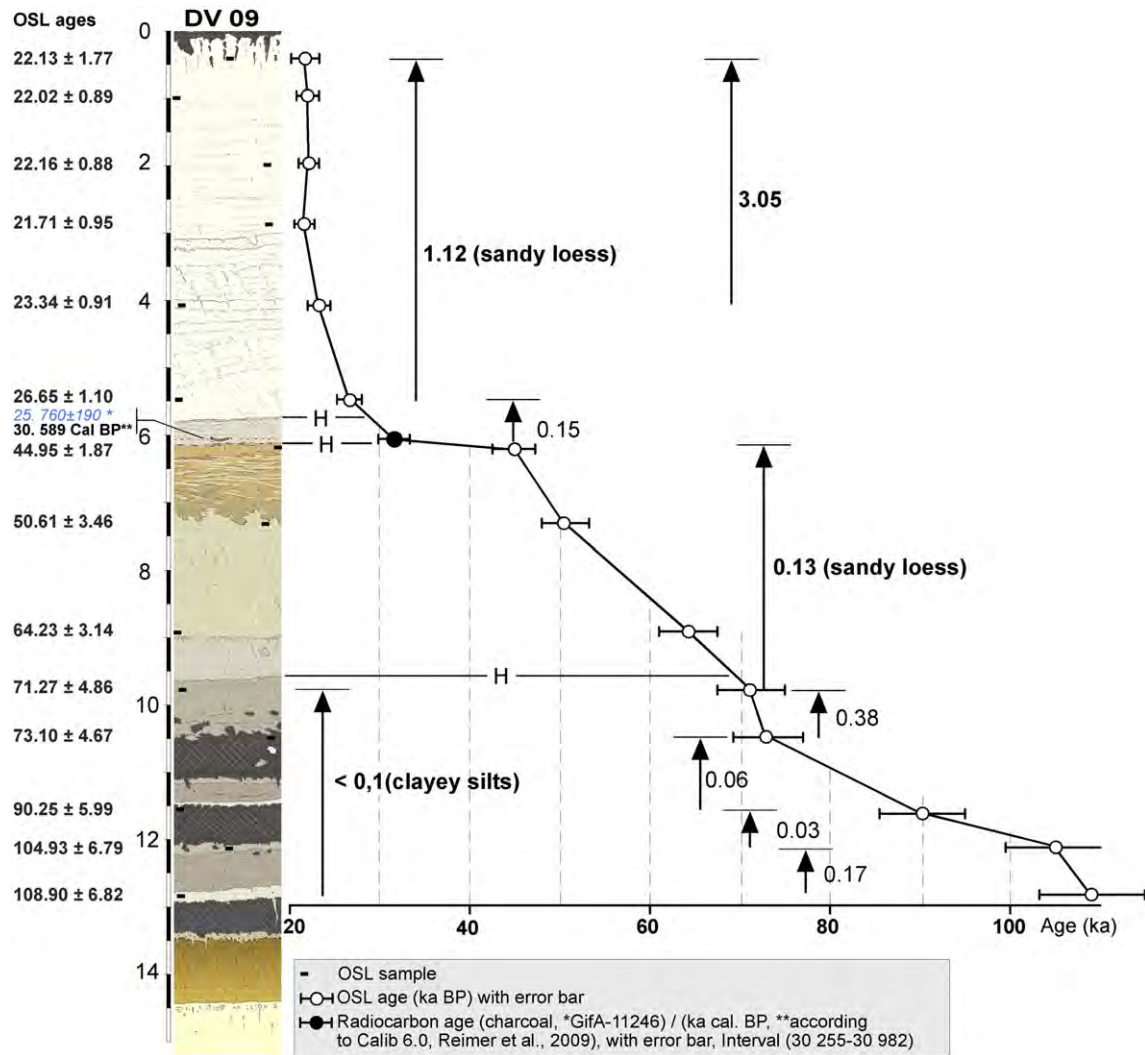 OSL ages
DV 09
22.13 ± 1.77
22.02 ± 0.89
22.16 ± 0.88
21.71 ± 0.95
23.34 ± 0.91
26.65 ± 1.10
25. 760±190 *
30. 589 Cal BP**
44.95 ± 1.87
50.61 ± 3.46
64.23 ± 3.14
71.27 ± 4.86
73.10 ± 4.67
90.25 ± 5.99
104.93 ± 6.79
108.90 ± 6.82
0
2
4
6
8
10
12
14
3.05
1.12 (sandy loess)
H
H
0.15
0.13 (sandy loess)
H
0.38
< 0,1(clayey silts)
0.06
0.03
0.17
20 40 60 80 100 Age (ka)
OSL sample
OSL age (ka BP) with error bar
Radiocarbon age (charcoal, *GifA-11246) / (ka cal. BP, **according
to Calib 6.0, Reimer et al., 2009), with error bar, Interval (30 255-30 982)